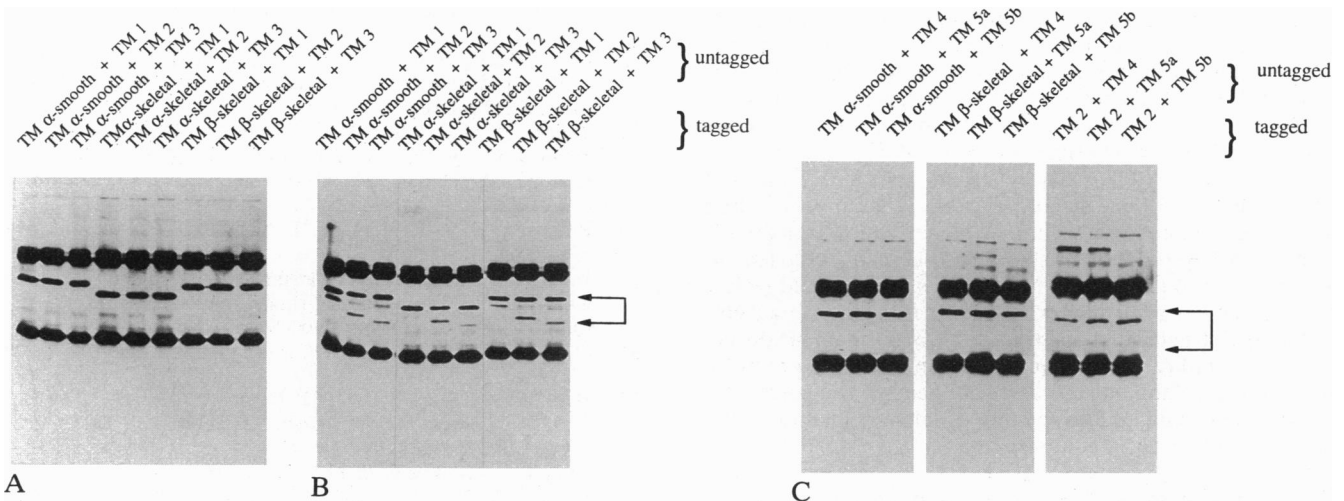 TM α-smooth + TM 1
TM α-smooth + TM 2
TM α-smooth + TM 3
TMα-skeletal + TM 1
TM α-skeletal + TM 2
TM α-skeletal + TM 3
TM β-skeletal + TM 1
TM β-skeletal + TM 2
TM β-skeletal + TM 3
TM α-smooth + TM 1
TM α-smooth + TM 2
TM α-smooth + TM 3
TM α-skeletal + TM 1
TM α-skeletal + TM 2
TM α-skeletal + TM 3
TM β-skeletal + TM 1
TM β-skeletal + TM 2
TM β-skeletal + TM 3
} untagged
} tagged
TM α-smooth + TM 4
TM α-smooth + TM 5a
TM α-smooth + TM 5b
TM β-skeletal + TM 4
TM β-skeletal + TM 5a
TM β-skeletal + TM 5b
TM 2 + TM 4
TM 2 + TM 5a
TM 2 + TM 5b
} untagged
} tagged
A
B
C